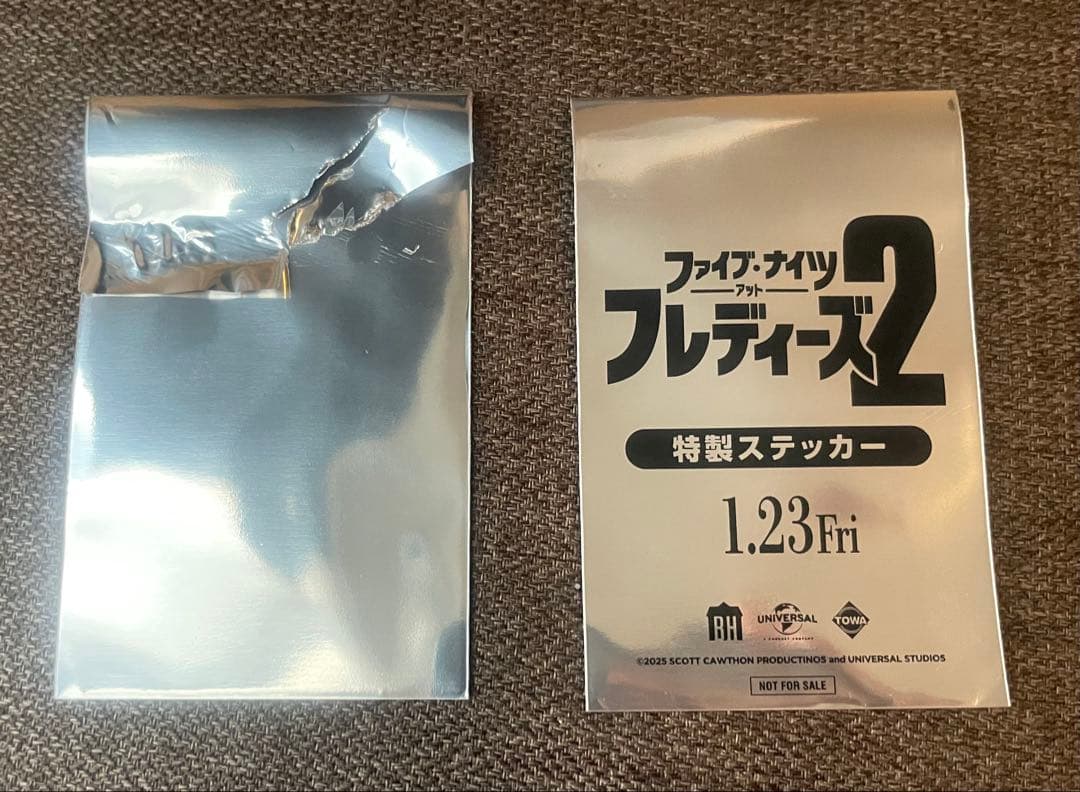 ファイブ・ナイツ
アット
フレディーズ2
特製ステッカー
1.23Fri
BH
UNIVERSAL
A COMCAST COMPANY
TOWA
©2025 SCOTT CAWTHON PRODUCTINOS and UNIVERSAL STUDIOS
NOT FOR SALE